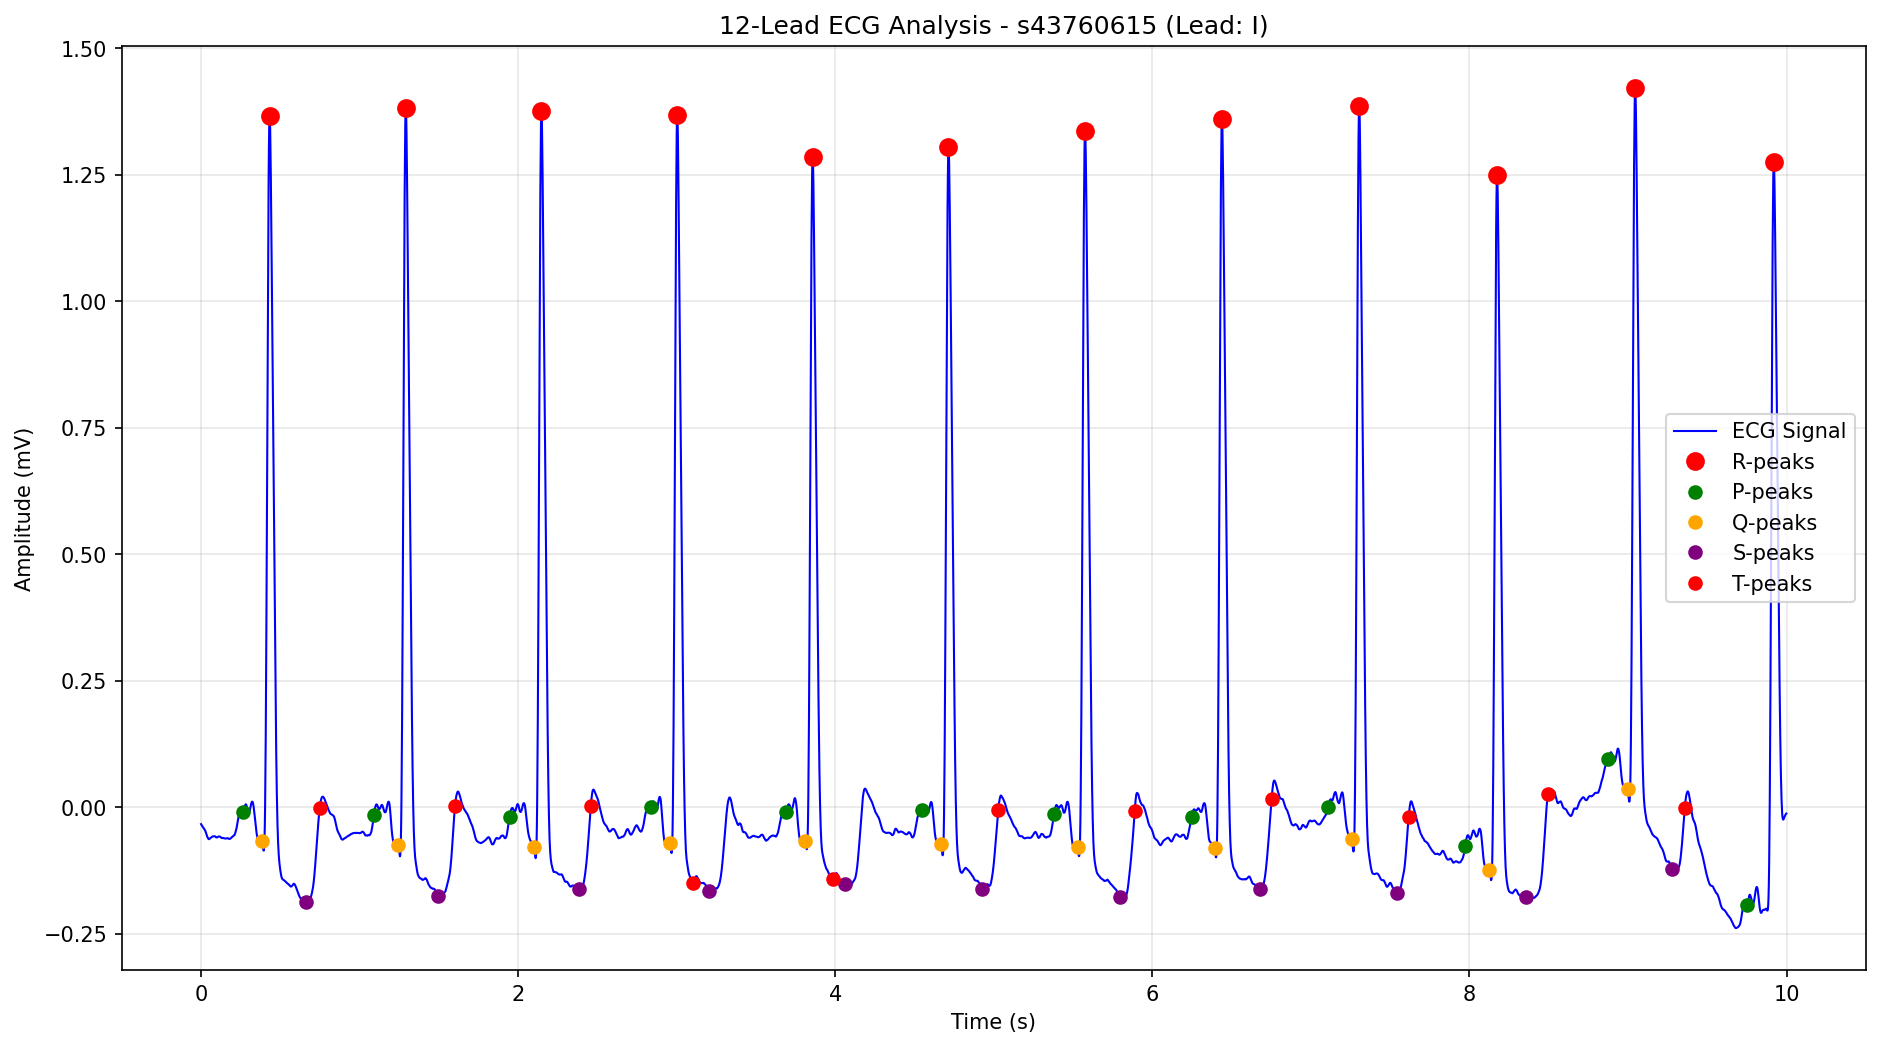 12-Lead ECG Analysis - s43760615 (Lead: I)
1.50
1.25
1.00
0.75
0.50
0.25
0.00
−0.25
Amplitude (mV)
ECG Signal
R-peaks
P-peaks
Q-peaks
S-peaks
T-peaks
0 2 4 6 8 10
Time (s)